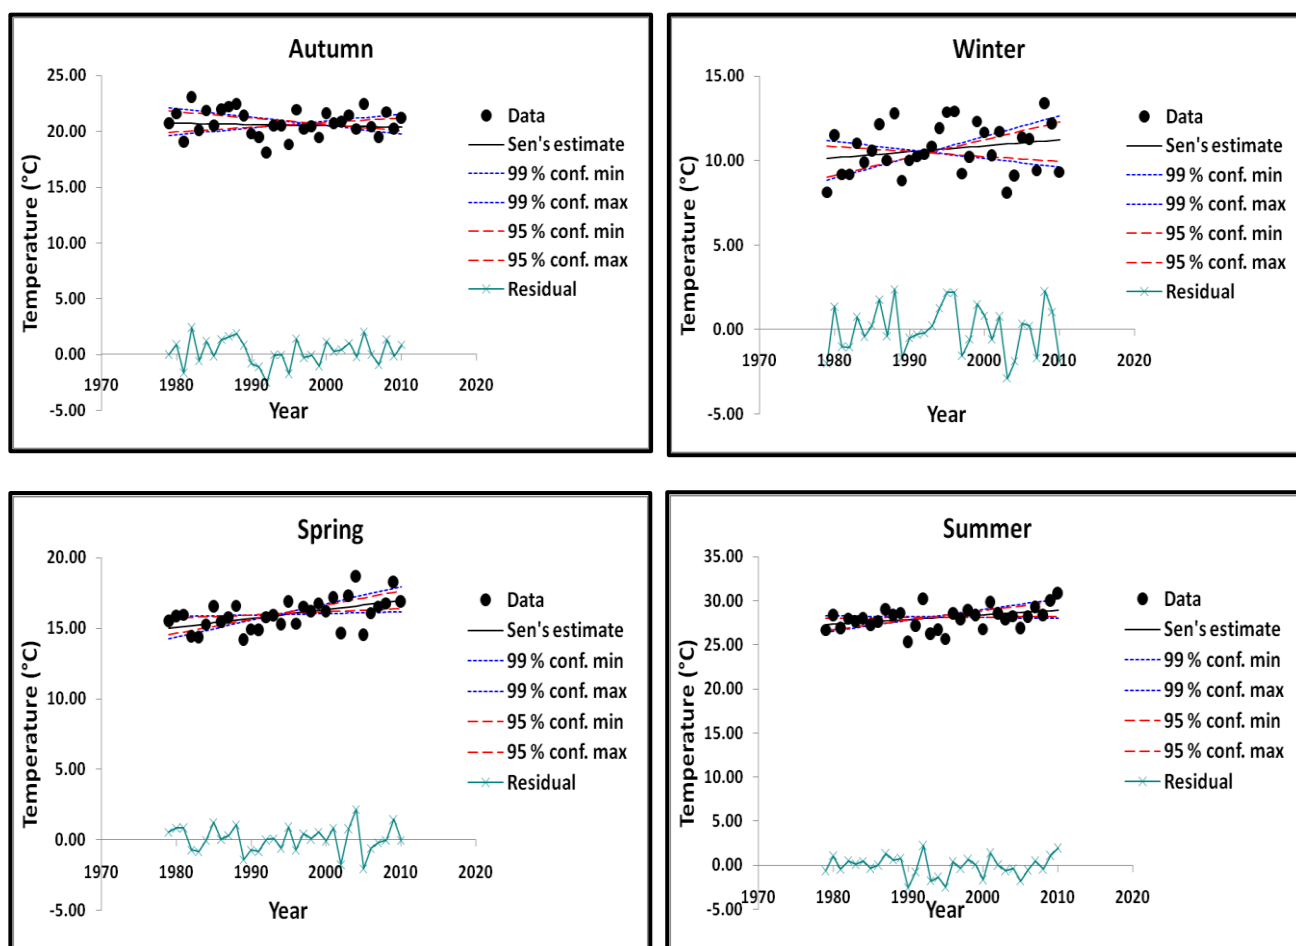 Autumn
25.00
20.00
15.00
10.00
5.00
0.00
-5.00
1970
1980
1990
2000
2010
2020
Temperature (°C)
Year
Data
Sen's estimate
99 % conf. min
99 % conf. max
95 % conf. min
95 % conf. max
Residual
Winter
15.00
10.00
5.00
0.00
-5.00
1970
1980
1990
2000
2010
2020
Temperature (°C)
Year
Data
Sen's estimate
99 % conf. min
99 % conf. max
95 % conf. min
95 % conf. max
Residual
Spring
20.00
15.00
10.00
5.00
0.00
-5.00
1970
1980
1990
2000
2010
2020
Temperature (°C)
Year
Data
Sen's estimate
99 % conf. min
99 % conf. max
95 % conf. min
95 % conf. max
Residual
Summer
35.00
30.00
25.00
20.00
15.00
10.00
5.00
0.00
-5.00
1970
1980
1990
2000
2010
2020
Temperature (°C)
Year
Data
Sen's estimate
99 % conf. min
99 % conf. max
95 % conf. min
95 % conf. max
Residual